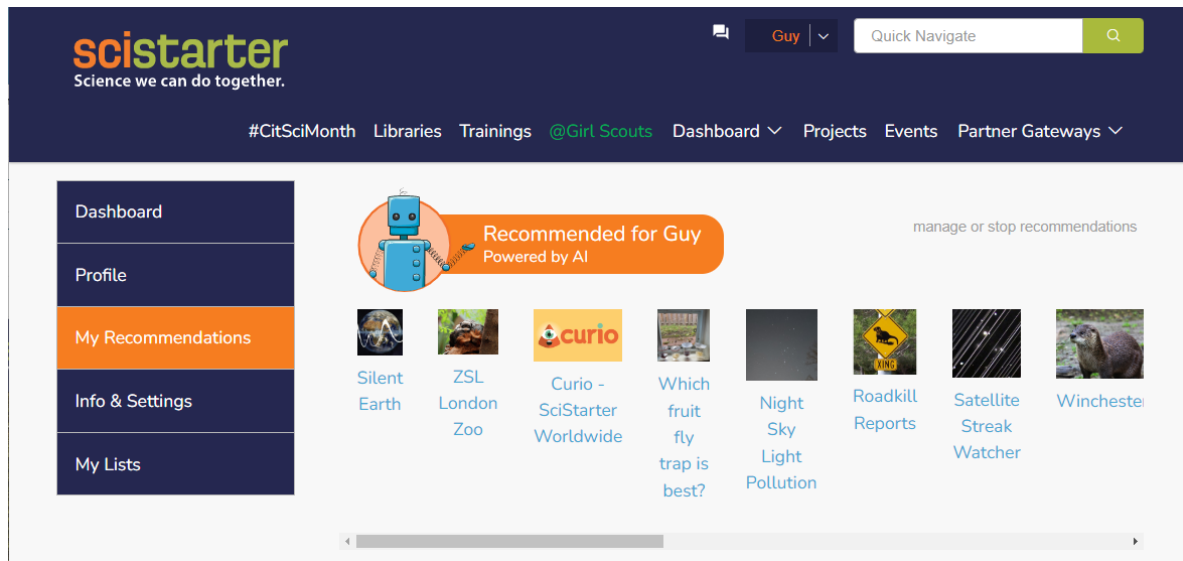 scistarter
Science we can do together.
Guy
Quick Navigate
#CitSciMonth Libraries Trainings @Girl Scouts Dashboard Projects Events Partner Gateways
Dashboard
Profile
My Recommendations
Info & Settings
My Lists
Recommended for Guy
Powered by AI
manage or stop recommendations
curio
XING
Silent
Earth
ZSL
London
Zoo
Curio -
SciStarter
Worldwide
Which
fruit
fly
trap is
best?
Night
Sky
Light
Pollution
Roadkill
Reports
Satellite
Streak
Watcher
Winchester